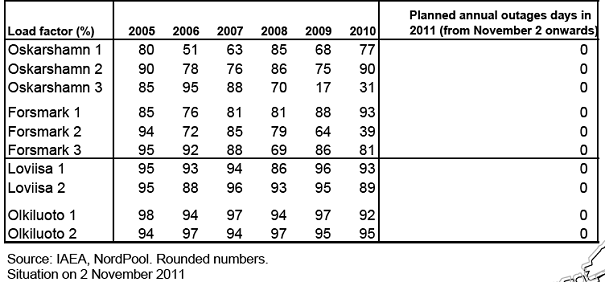 Planned annual outages days in
Load factor (%) 2005 2006 2007 2008 2009 2010 2011 (from November 2 onwards)
Oskarshamn 1 80 51 63 85 68 77 0
Oskarshamn 2 90 78 76 86 75 90 0
Oskarshamn 3 85 95 88 70 17 31 0
Forsmark 1 85 76 81 81 88 93 0
Forsmark 2 94 72 85 79 64 39 0
Forsmark 3 95 92 88 69 86 81 0
Loviisa 1 95 93 94 86 96 93 0
Loviisa 2 95 88 96 93 95 89 0
Olkiluoto 1 98 94 97 94 97 92 0
Olkiluoto 2 94 97 94 97 95 95 0
Source: IAEA, NordPool. Rounded numbers.
Situation on 2 November 2011